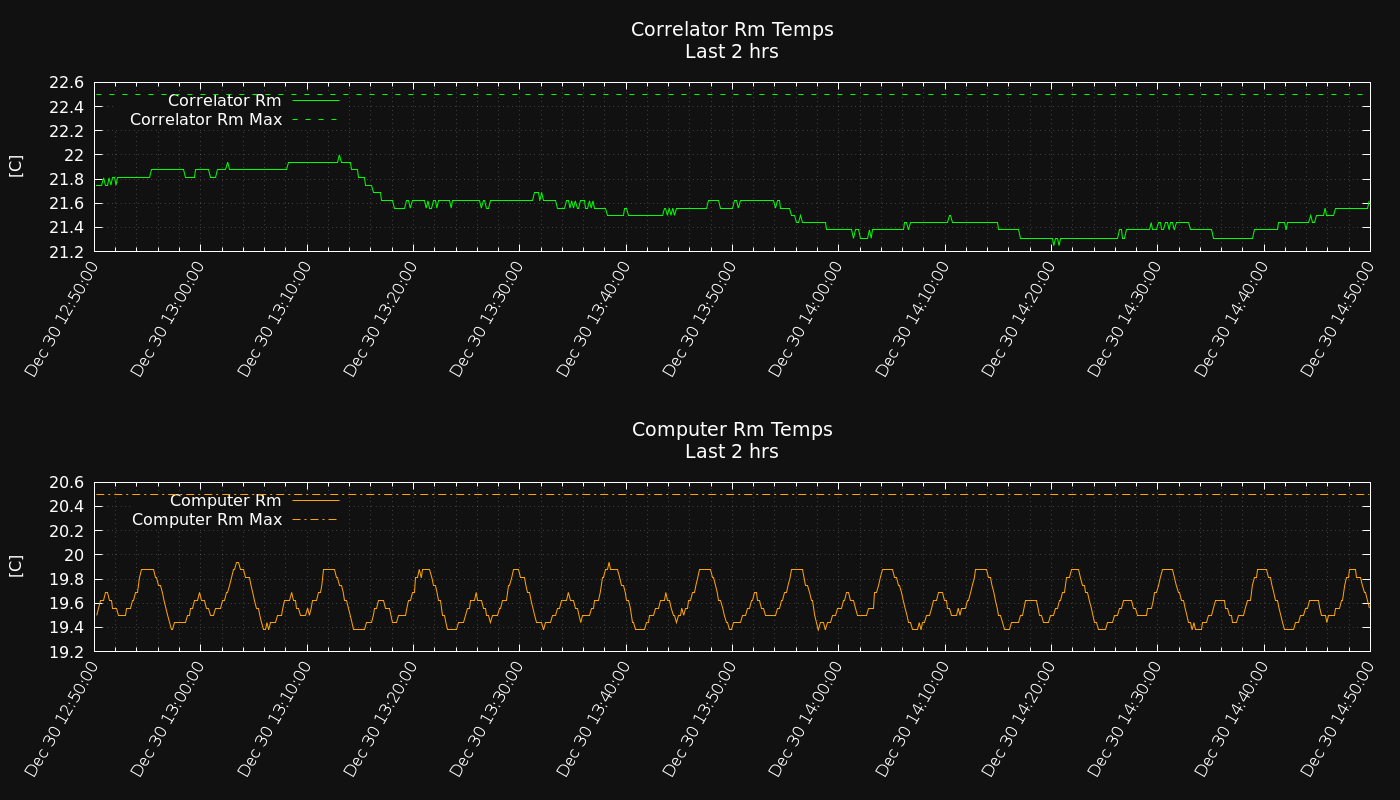 Correlator Rm Temps
Last 2 hrs
22.6
22.4
22.2
22
21.8
21.6
21.4
21.2
[C]
Correlator Rm
Correlator Rm Max
Dec 30 12:50:00
Dec 30 13:00:00
Dec 30 13:10:00
Dec 30 13:20:00
Dec 30 13:30:00
Dec 30 13:40:00
Dec 30 13:50:00
Dec 30 14:00:00
Dec 30 14:10:00
Dec 30 14:20:00
Dec 30 14:30:00
Dec 30 14:40:00
Dec 30 14:50:00
Computer Rm Temps
Last 2 hrs
20.6
20.4
20.2
20
19.8
19.6
19.4
19.2
[C]
Computer Rm
Computer Rm Max
Dec 30 12:50:00
Dec 30 13:00:00
Dec 30 13:10:00
Dec 30 13:20:00
Dec 30 13:30:00
Dec 30 13:40:00
Dec 30 13:50:00
Dec 30 14:00:00
Dec 30 14:10:00
Dec 30 14:20:00
Dec 30 14:30:00
Dec 30 14:40:00
Dec 30 14:50:00